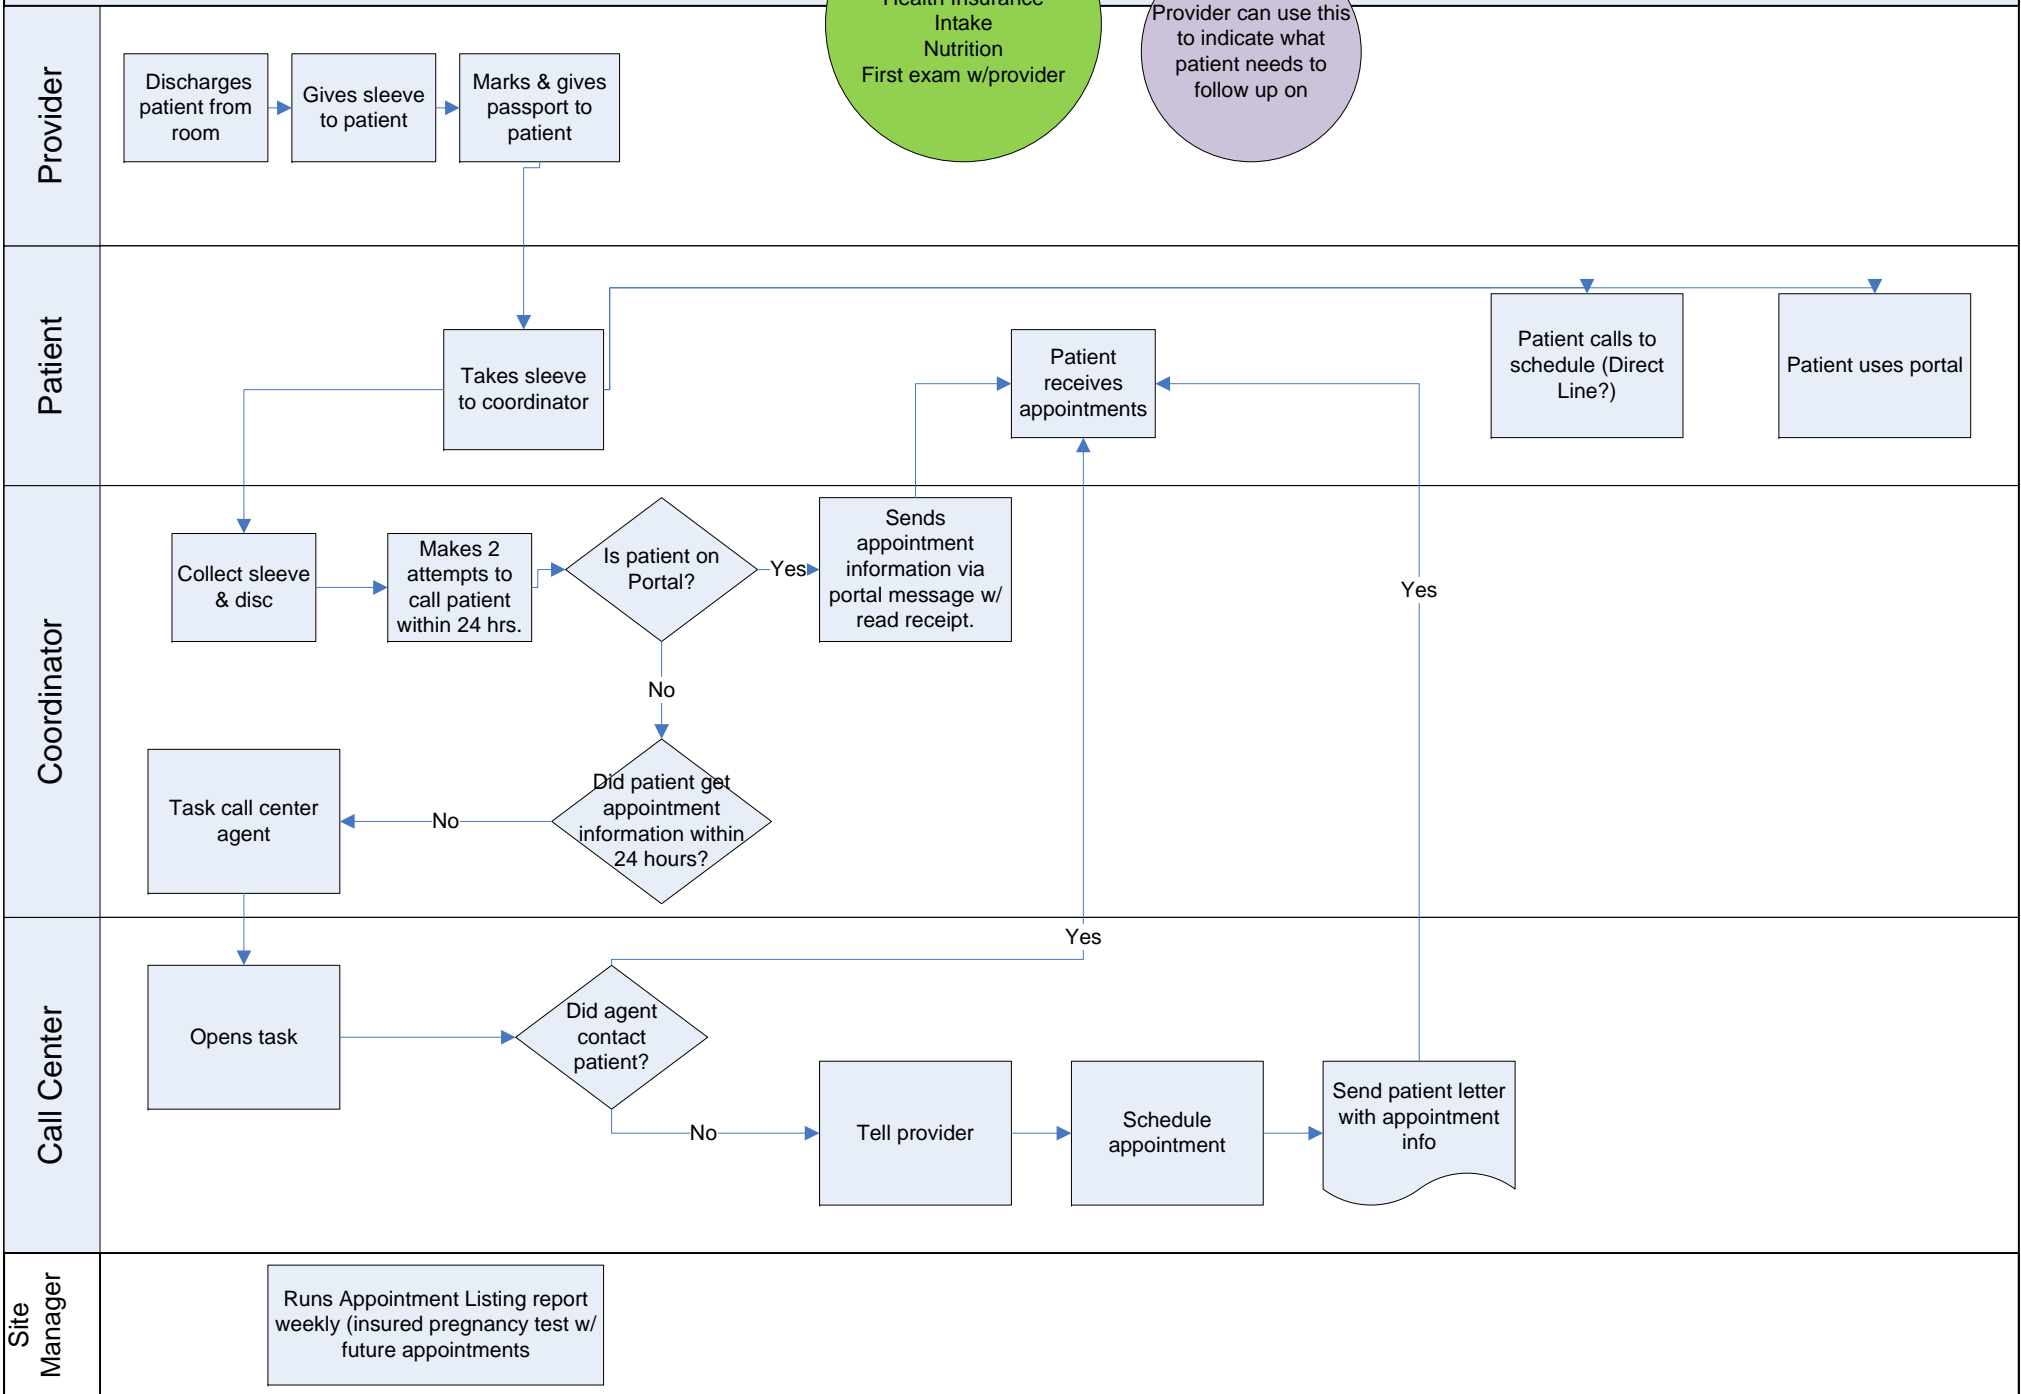 Health Insurance
Intake
Nutrition
First exam w/provider
Provider can use this
to indicate what
patient needs to
follow up on
Provider
Discharges
patient from
room
Gives sleeve
to patient
Marks & gives
passport to
patient
Patient
Takes sleeve
to coordinator
Patient
receives
appointments
Patient calls to
schedule (Direct
Line?)
Patient uses portal
Coordinator
Collect sleeve
& disc
Makes 2
attempts to
call patient
within 24 hrs.
Is patient on
Portal?
Yes
Sends
appointment
information via
portal message w/
read receipt.
Yes
No
Did patient get
appointment
information within
24 hours?
No
Task call center
agent
Call Center
Yes
Opens task
Did agent
contact
patient?
No
Tell provider
Schedule
appointment
Send patient letter
with appointment
info
Site
Manager
Runs Appointment Listing report
weekly (insured pregnancy test w/
future appointments